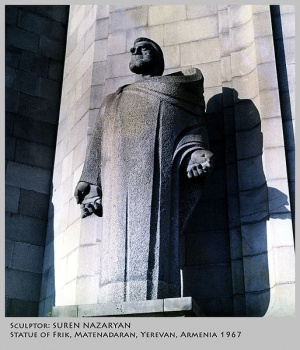 Sculptor: SUREN NAZARYAN
Statue of Frik, Matenadaran, Yerevan, Armenia 1967